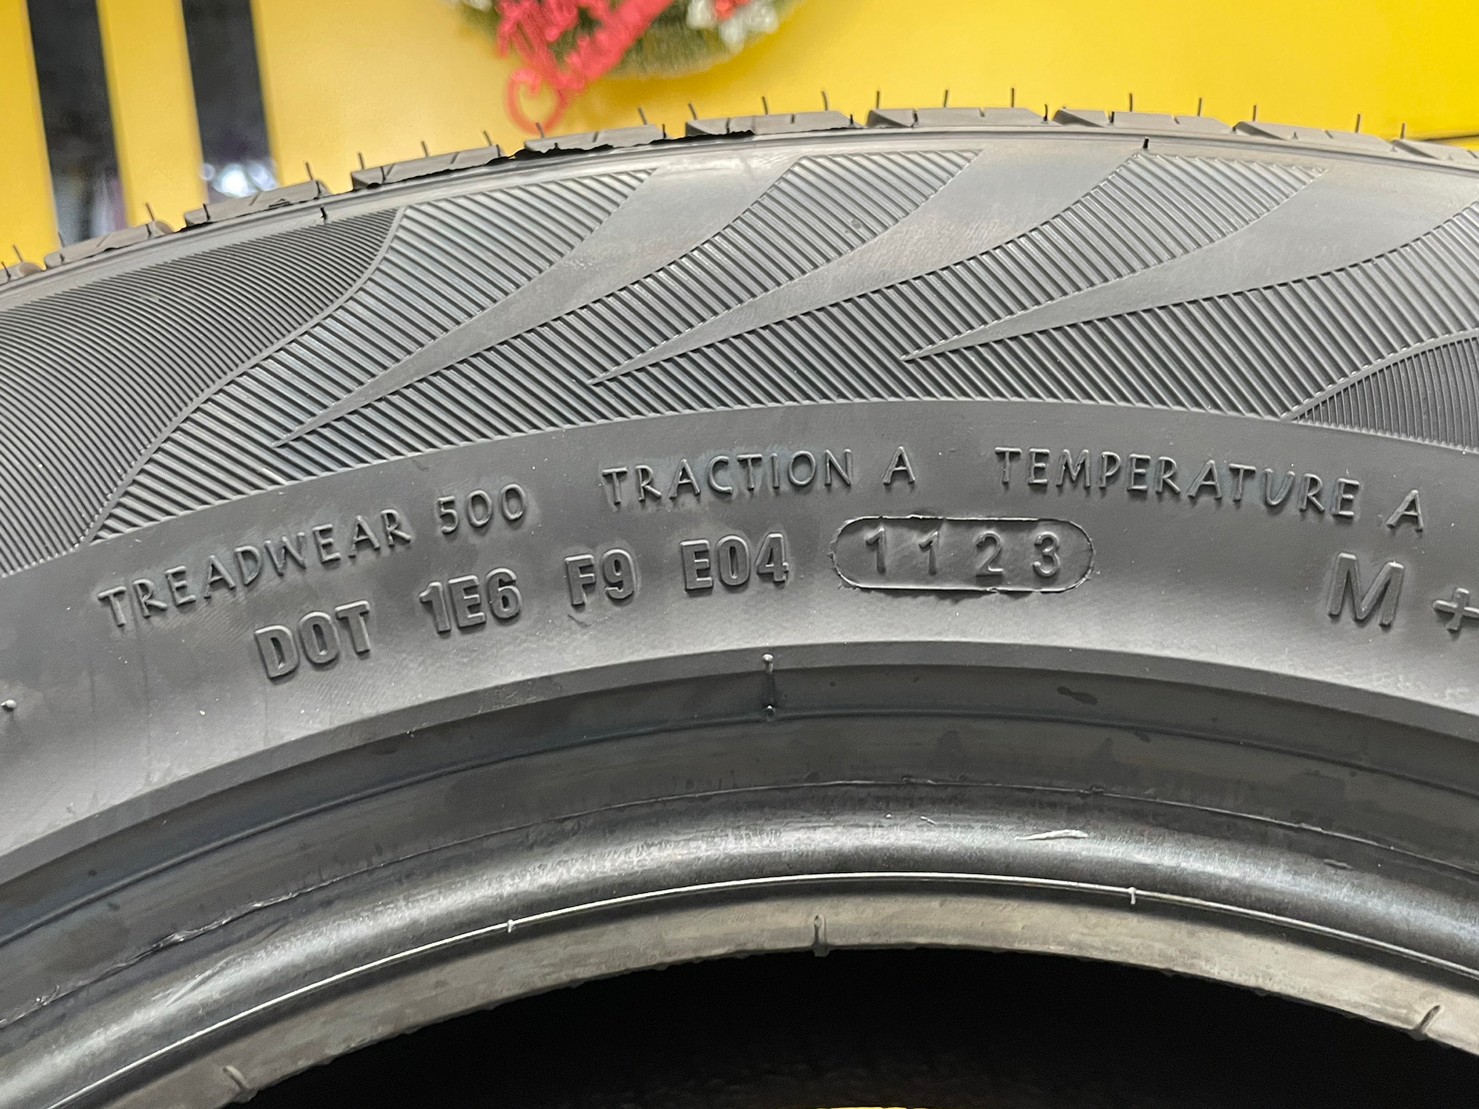 TREADWEAR 500 TRACTION A TEMPERATURE A
DOT 1E6 F9 E04 1123 M +